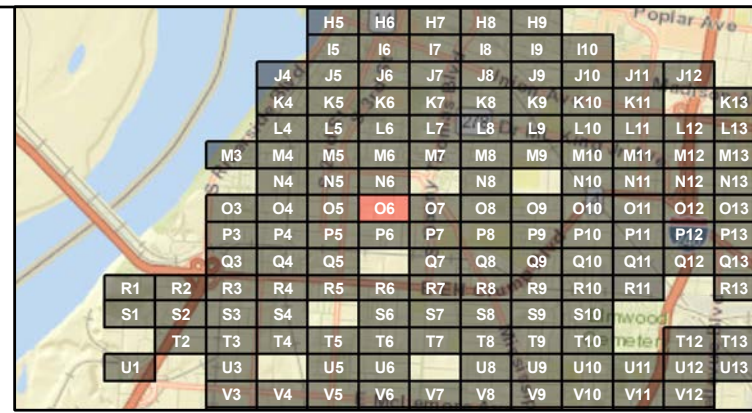 Poplar Ave
H5 H6 H7 H8 H9
I5 I6 I7 I8 I9 I10
J4 J5 J6 J7 J8 J9 J10 J11 J12
K4 K5 K6 K7 K8 K9 K10 K11 K13
L4 L5 L6 L7 L8 L9 L10 L11 L12 L13
M3 M4 M5 M6 M7 M8 M9 M10 M11 M12 M13
N4 N5 N6 N8 N10 N11 N12 N13
O3 O4 O5 O6 O7 O8 O9 O10 O11 O12 O13
P3 P4 P5 P6 P7 P8 P9 P10 P11 P12 P13
Q3 Q4 Q5 Q7 Q8 Q9 Q10 Q11 Q12 Q13
R1 R2 R3 R4 R5 R6 R7 R8 R9 R10 R11 R13
S1 S2 S3 S4 S6 S7 S8 S9 S10
T2 T3 T4 T5 T6 T7 T8 T9 T10 T12 T13
U1 U3 U5 U6 U8 U9 U10 U11 U12 U13
V3 V4 V5 V6 V7 V8 V9 V10 V11 V12